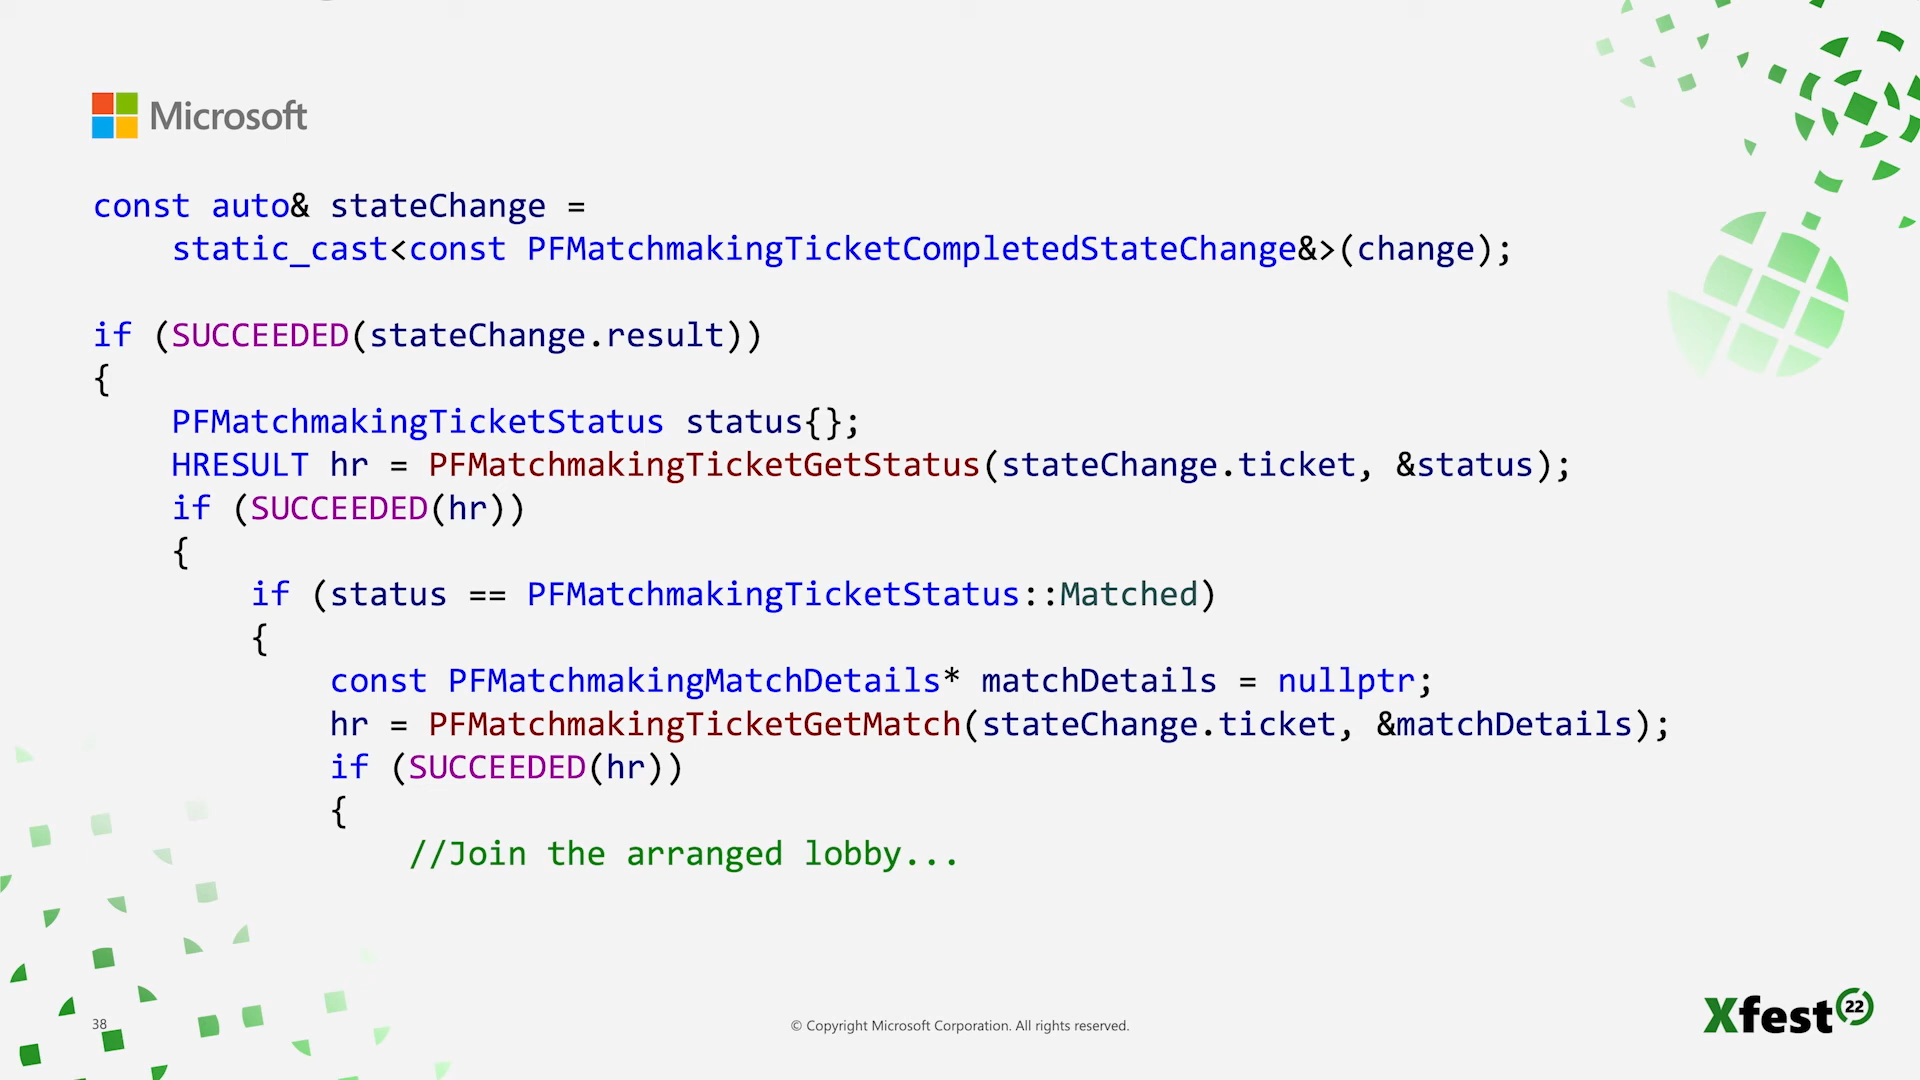 Microsoft
const auto& stateChange =
    static_cast<const PFMatchmakingTicketCompletedStateChange&>(change);
if (SUCCEEDED(stateChange.result))
{
    PFMatchmakingTicketStatus status{};
    HRESULT hr = PFMatchmakingTicketGetStatus(stateChange.ticket, &status);
    if (SUCCEEDED(hr))
    {
        if (status == PFMatchmakingTicketStatus::Matched)
        {
            const PFMatchmakingMatchDetails* matchDetails = nullptr;
            hr = PFMatchmakingTicketGetMatch(stateChange.ticket, &matchDetails);
            if (SUCCEEDED(hr))
            {
                //Join the arranged lobby...
38
© Copyright Microsoft Corporation. All rights reserved.
Xfest 22